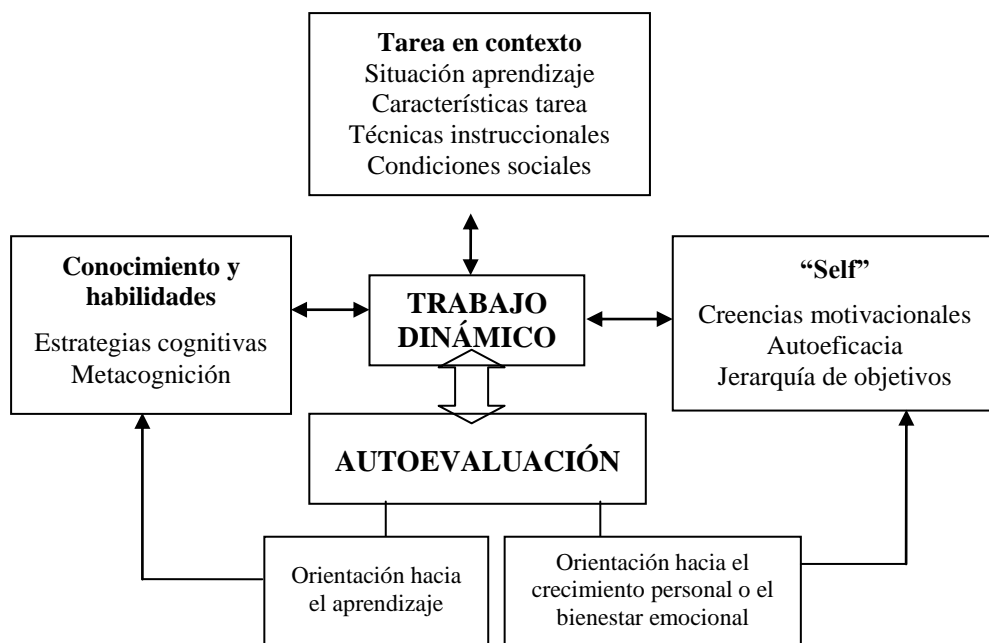 Tarea en contexto
Situación aprendizaje
Características tarea
Técnicas instruccionales
Condiciones sociales
Conocimiento y
habilidades
Estrategias cognitivas
Metacognición
TRABAJO
DINÁMICO
“Self”
Creencias motivacionales
Autoeficacia
Jerarquía de objetivos
AUTOEVALUACIÓN
Orientación hacia
el aprendizaje
Orientación hacia el
crecimiento personal o el
bienestar emocional